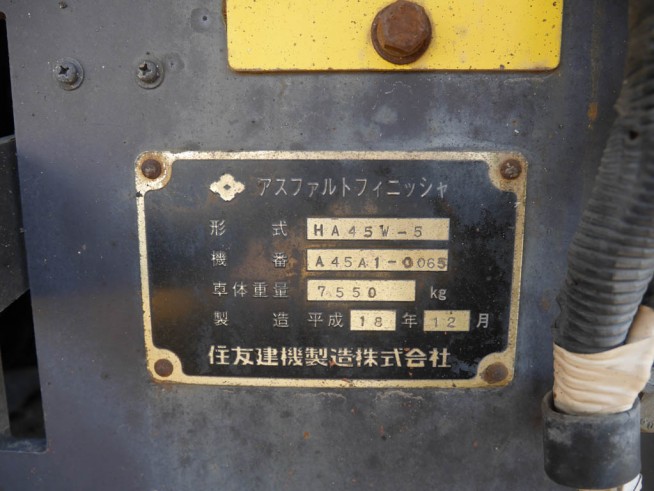 アスファルトフィニッシャ
形式 HA45W-5
機番 A45A1-0065
車体重量 7550 kg
製造 平成 18 年 12 月
住友建機製造株式会社